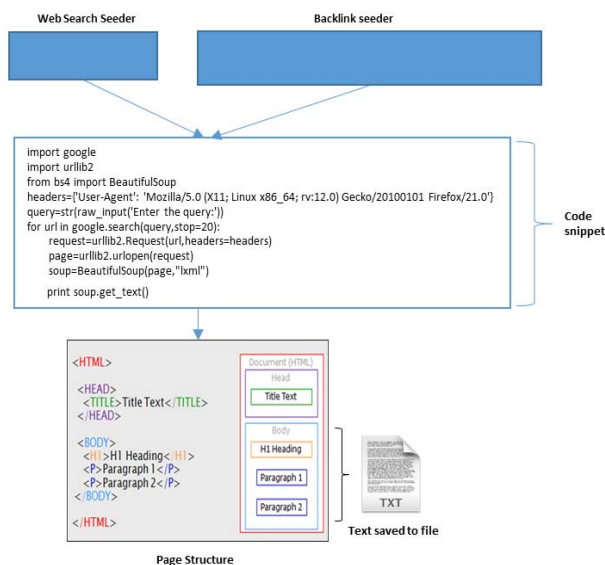 Web Search Seeder
Backlink seeder
import google
import urllib2
from bs4 import BeautifulSoup
headers={'User-Agent': 'Mozilla/5.0 (X11; Linux x86_64; rv:12.0) Gecko/20100101 Firefox/21.0'}
query=str(raw_input('Enter the query:'))
for url in google.search(query,stop=20):
request=urllib2.Request(url,headers=headers)
page=urllib2.urlopen(request)
soup=BeautifulSoup(page,"lxml")
print soup.get_text()
Code
snippet
<HTML>
<HEAD>
<TITLE>Title Text</TITLE>
</HEAD>
<BODY>
<H1>H1 Heading</H1>
<P>Paragraph 1</P>
<P>Paragraph 2</P>
</BODY>
</HTML>
Document (HTML)
Head
Title Text
Body
H1 Heading
Paragraph 1
Paragraph 2
TXT
Text saved to file
Page Structure